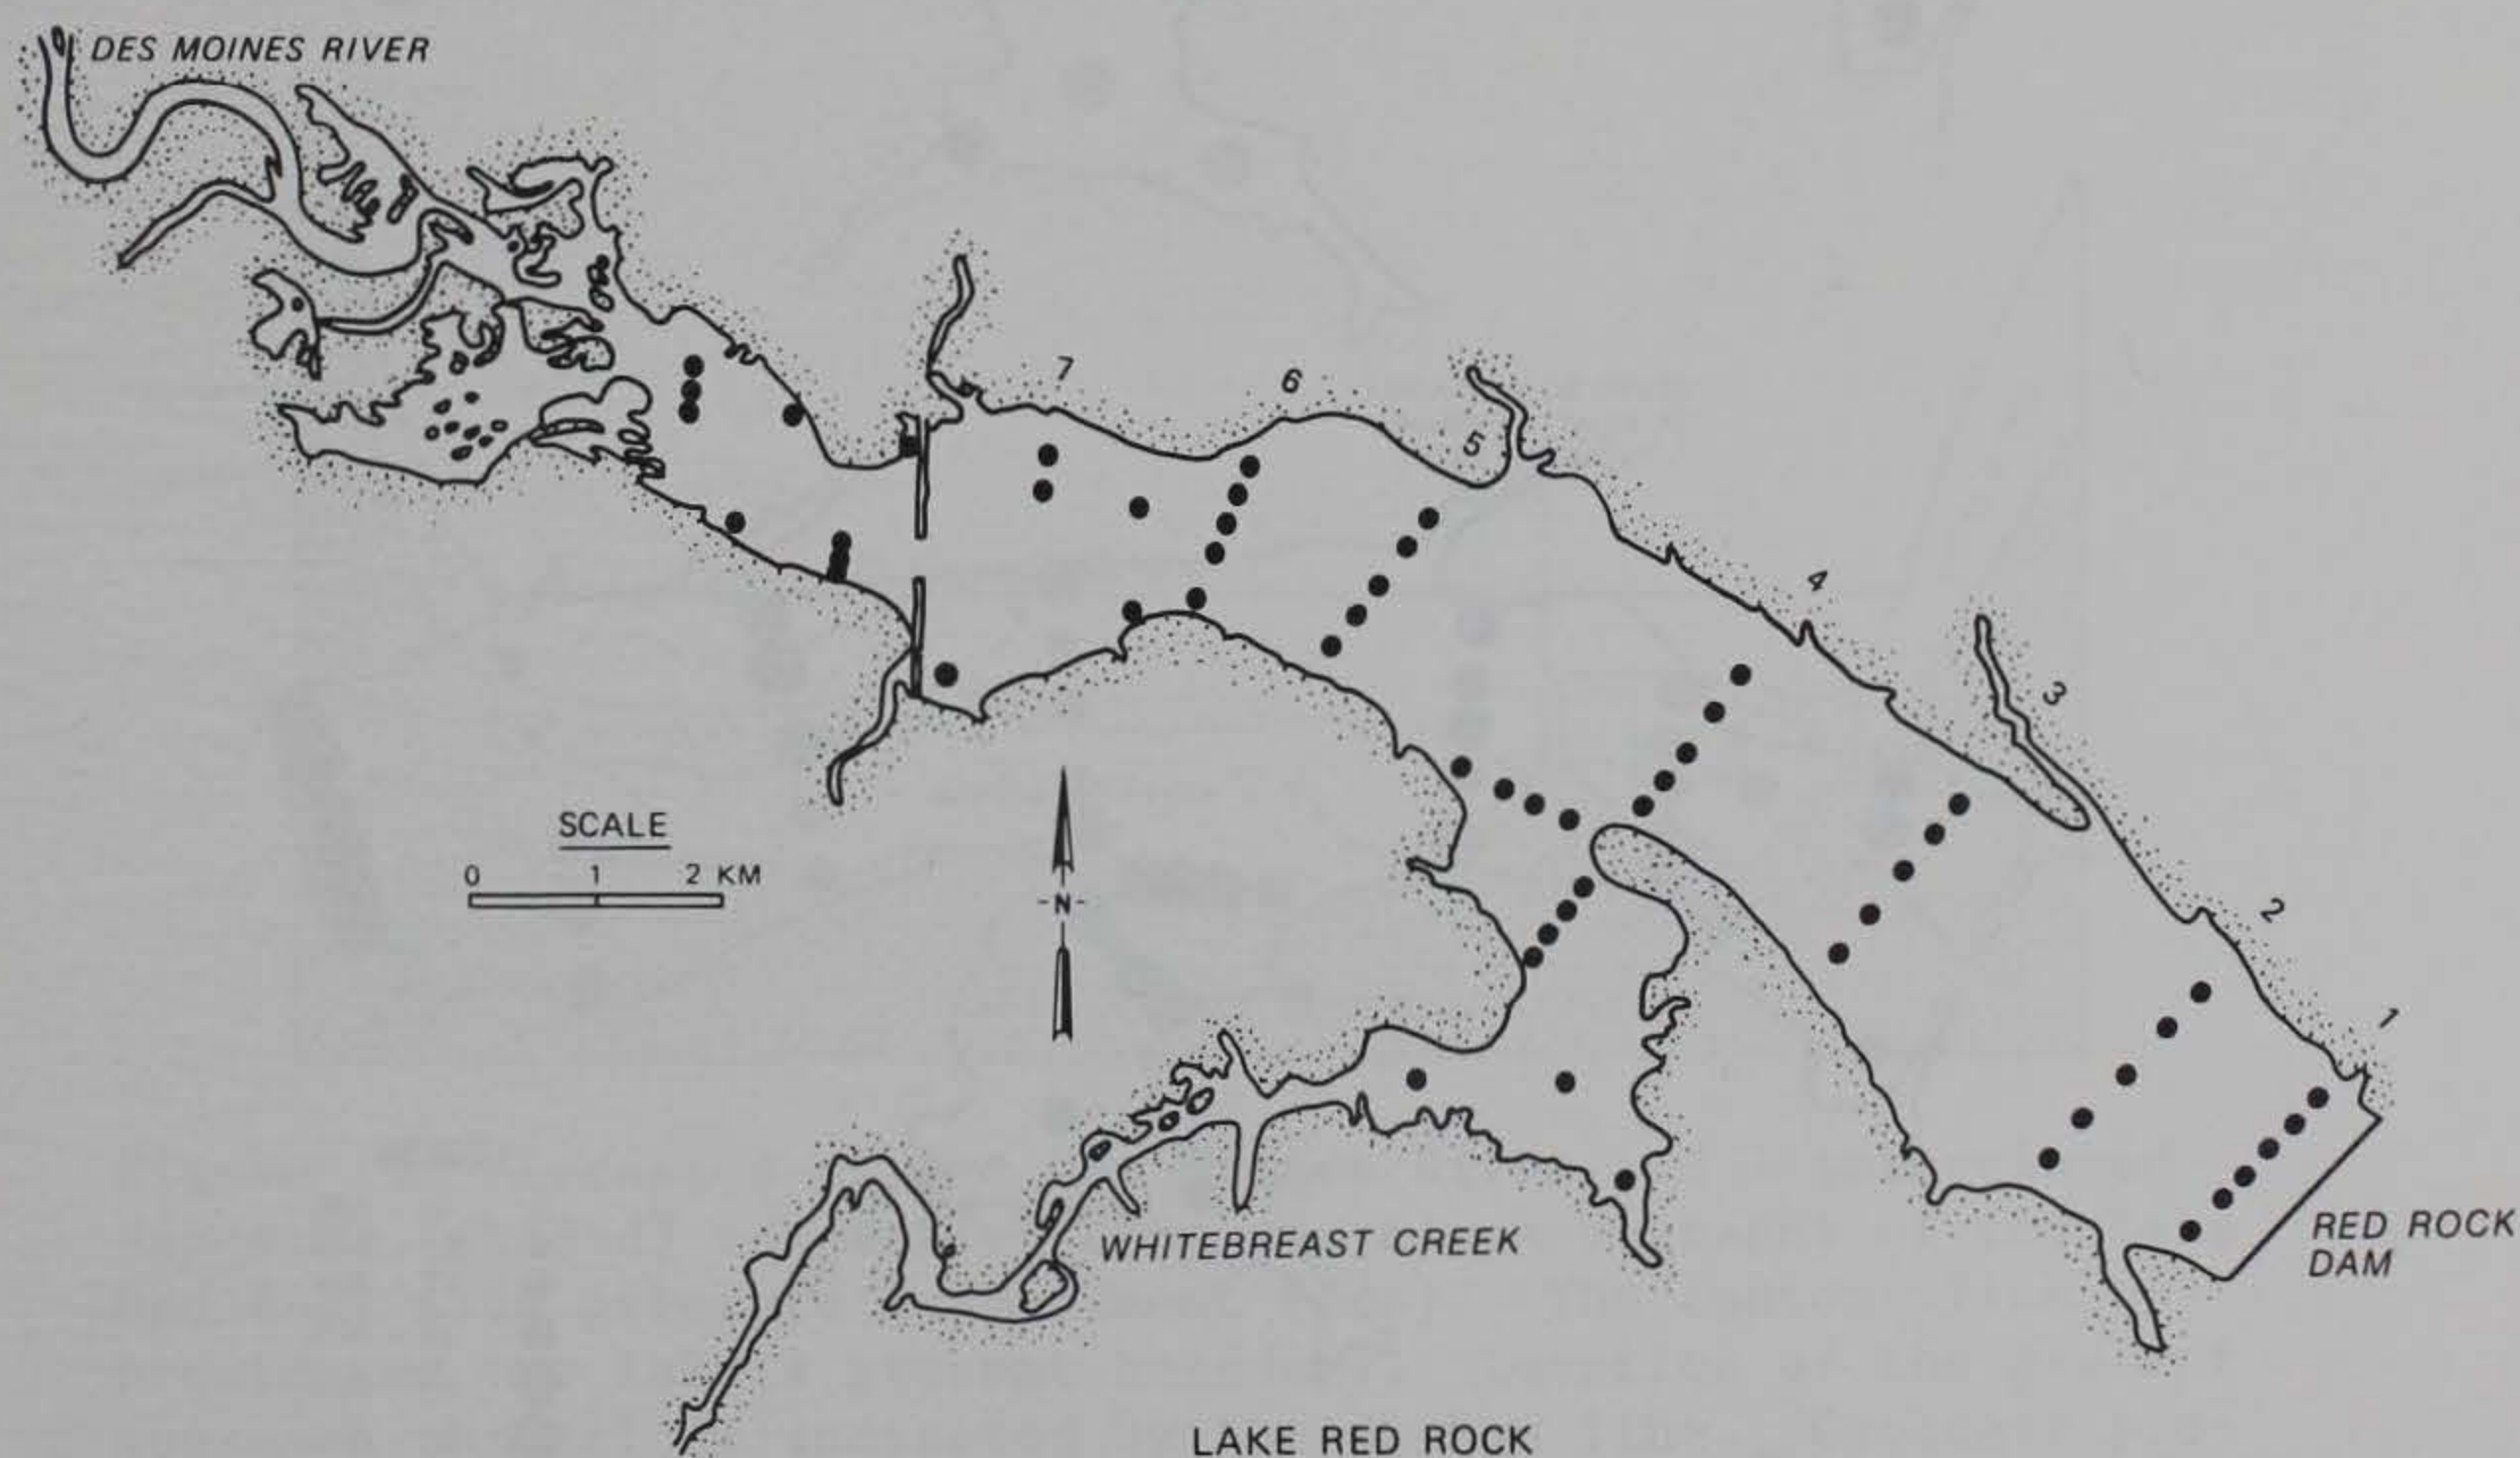 DES MOINES RIVER
7
6
5
4
3
2
1
SCALE
0 1 2 KM
-N-
WHITEBREAST CREEK
RED ROCK
DAM
LAKE RED ROCK